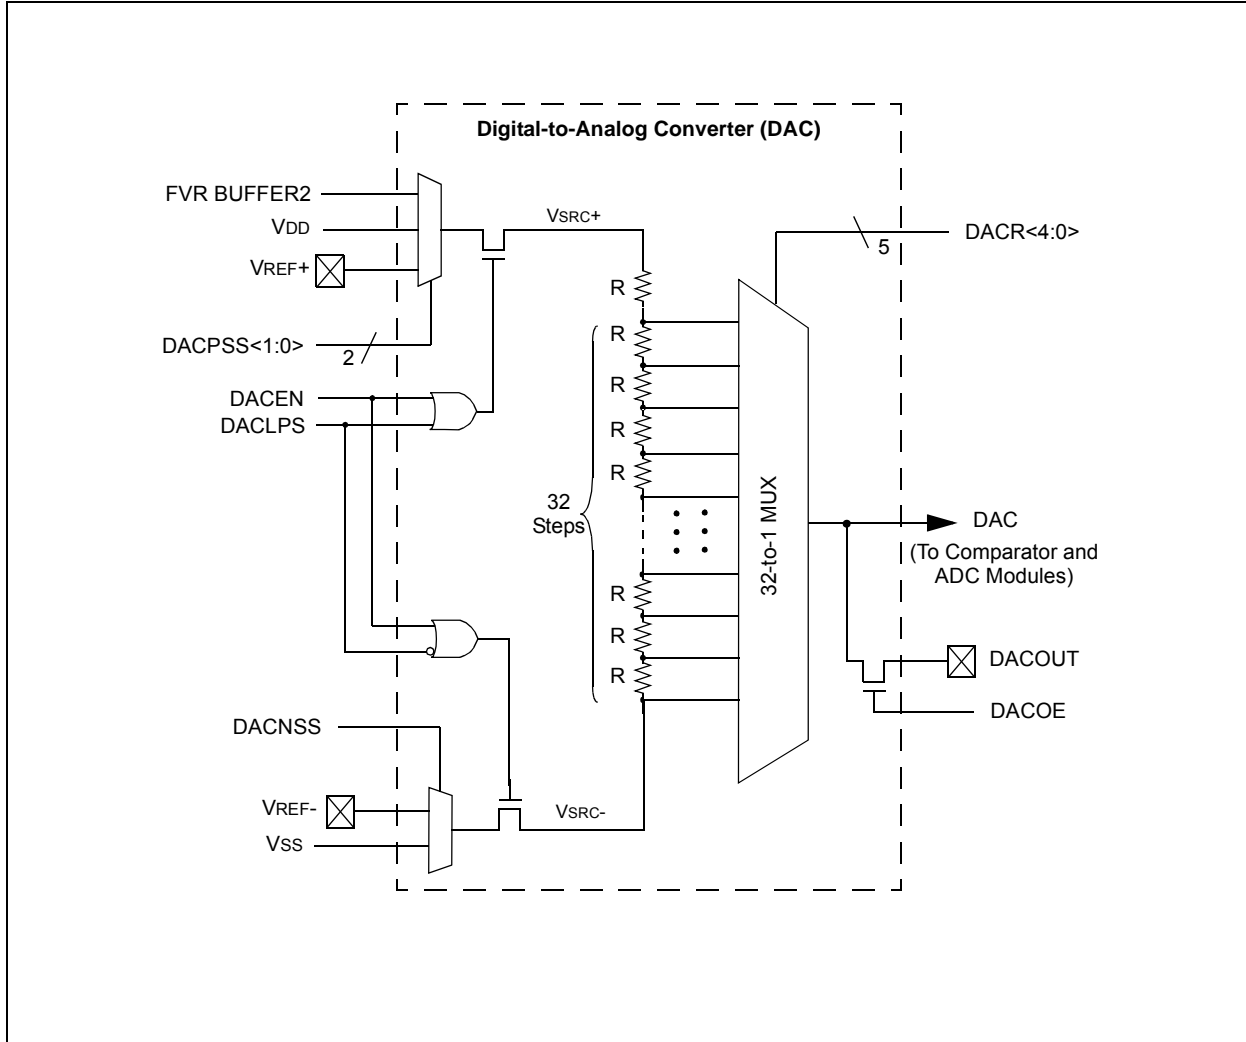 Digital-to-Analog Converter (DAC)
FVR BUFFER2
VDD
VREF+
VSRC+
DACR<4:0>
5
DACPSS<1:0>
2
DACEN
DACLPS
R
R
R
R
R
32
Steps
32-to-1 MUX
DAC
(To Comparator and
ADC Modules)
R
R
R
DACOUT
DACOE
DACNSS
VREF-
VSS
VSRC-